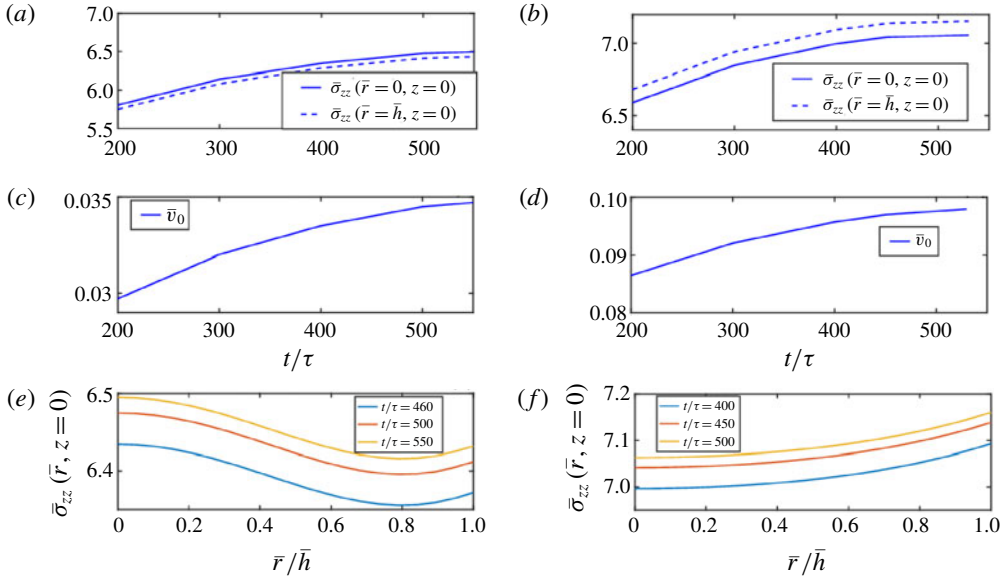 (a)
7.0
6.5
6.0
5.5
200 300 400 500
σ̄zz (r̄ = 0, z = 0)
σ̄zz (r̄ = h̄, z = 0)
(b)
7.0
6.5
200 300 400 500
σ̄zz (r̄ = 0, z = 0)
σ̄zz (r̄ = h̄, z = 0)
(c)
0.035
0.03
v̄0
200 300 400 500
t/τ
(d)
0.10
0.09
0.08
v̄0
200 300 400 500
t/τ
(e)
σ̄zz (r̄, z = 0)
6.5
6.4
t/τ = 460
t/τ = 500
t/τ = 550
0 0.2 0.4 0.6 0.8 1.0
r̄/h̄
(f)
σ̄zz (r̄, z = 0)
7.2
7.1
7.0
t/τ = 400
t/τ = 450
t/τ = 500
0 0.2 0.4 0.6 0.8 1.0
r̄/h̄